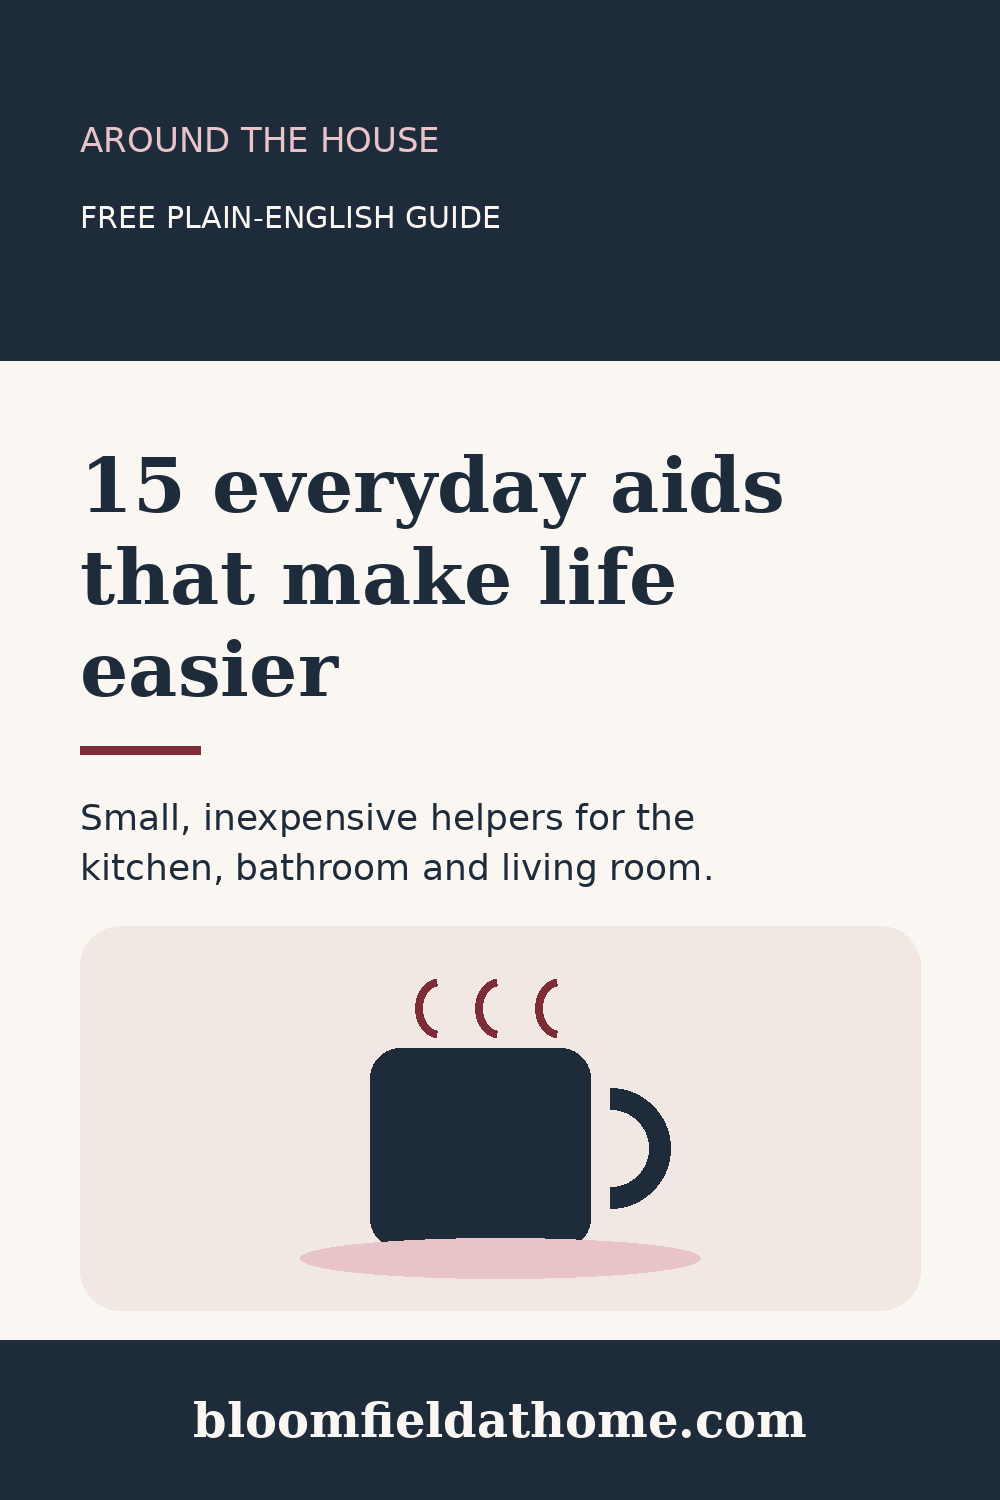 AROUND THE HOUSE
FREE PLAIN-ENGLISH GUIDE
15 everyday aids
that make life
easier
Small, inexpensive helpers for the
kitchen, bathroom and living room.
bloomfieldathome.com